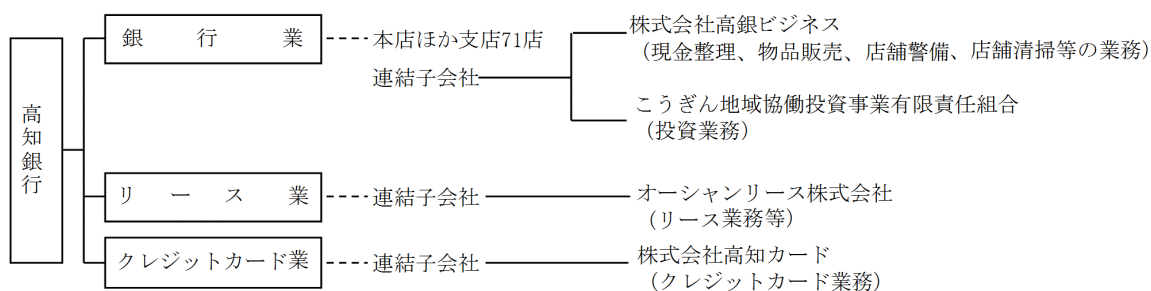 高知銀行
銀行業
本店ほか支店71店
連結子会社
株式会社高銀ビジネス
（現金整理、物品販売、店舗警備、店舗清掃等の業務）
こうぎん地域協働投資事業有限責任組合
（投資業務）
リース業
連結子会社
オーシャンリース株式会社
（リース業務等）
クレジットカード業
連結子会社
株式会社高知カード
（クレジットカード業務）